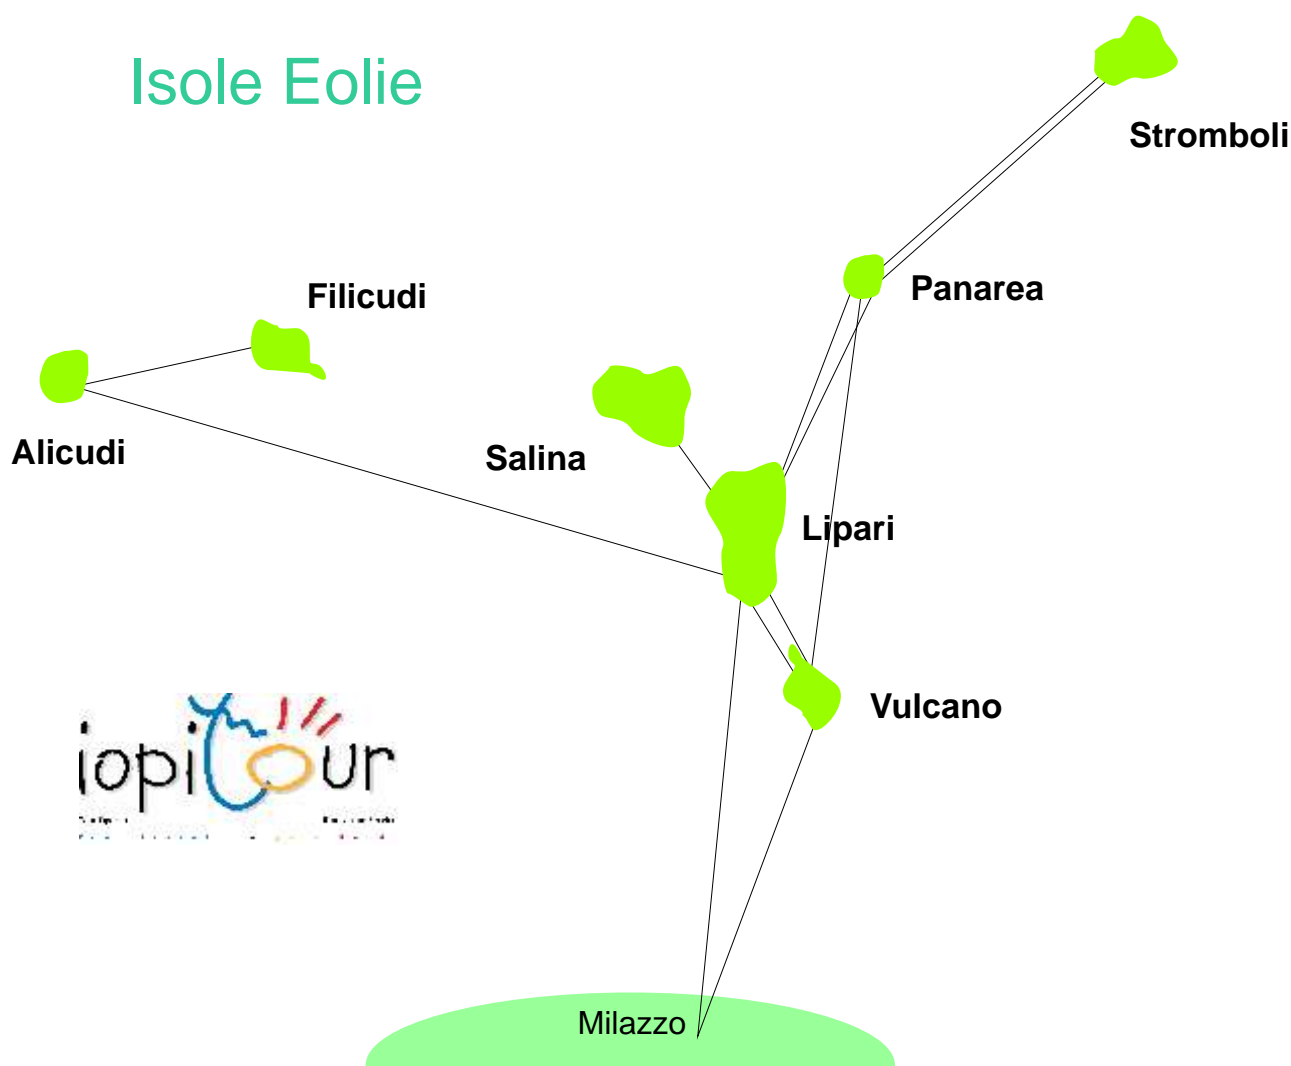 Isole Eolie
Stromboli
Panarea
Filicudi
Alicudi
Salina
Lipari
Vulcano
iopitour
Milazzo